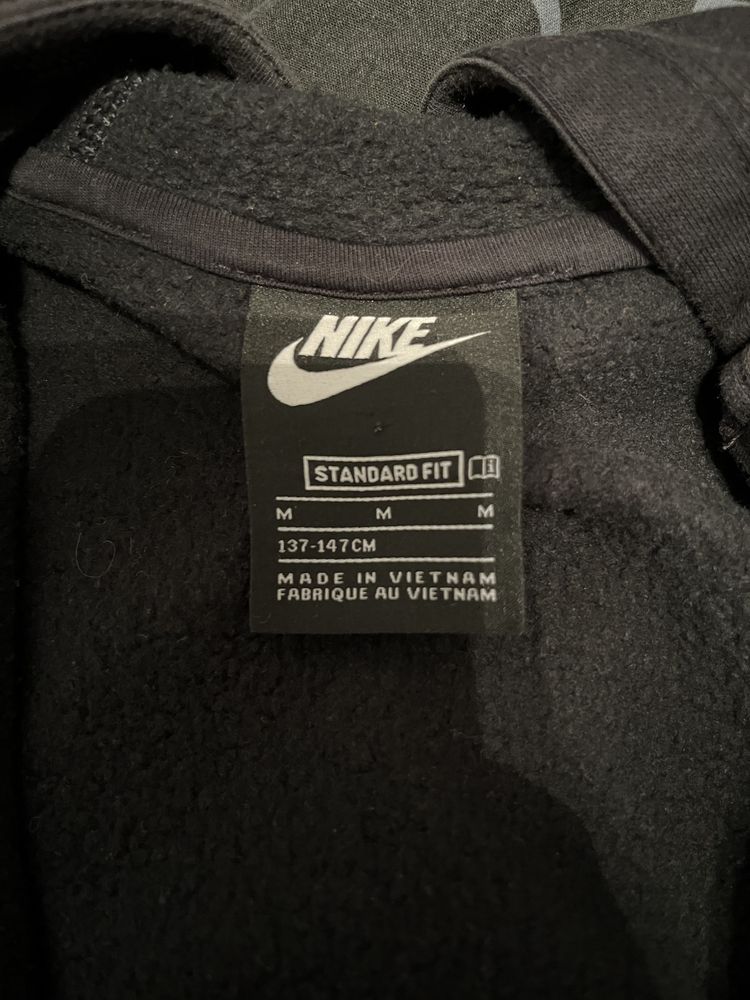 NIKE
STANDARD FIT
M M M
137-147CM
MADE IN VIETNAM
FABRIQUE AU VIETNAM